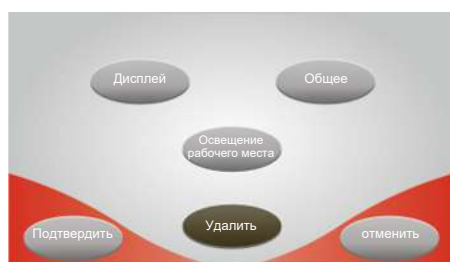 Дисплей
Общее
Освещение
рабочего места
Подтвердить
Удалить
отменить